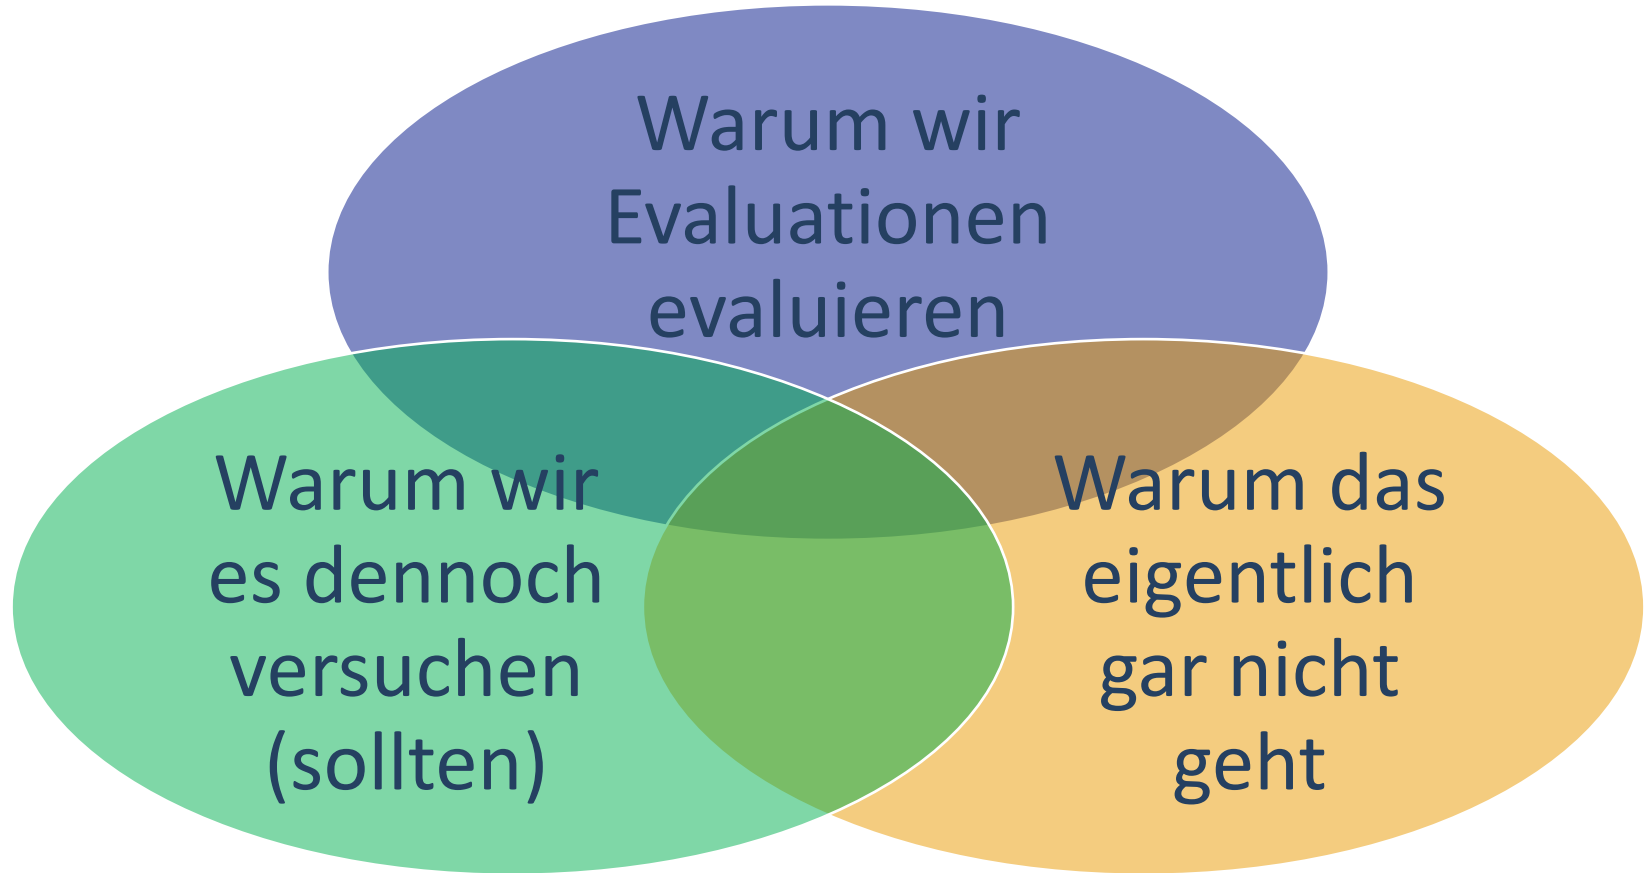 Warum wir
Evaluationen
evaluieren
Warum wir
es dennoch
versuchen
(sollten)
Warum das
eigentlich
gar nicht
geht